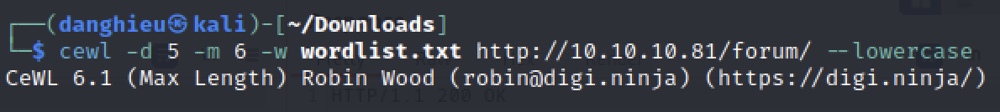 ┌──(danghieu㉿kali)-[~/Downloads]
└─$ cewl -d 5 -m 6 -w wordlist.txt http://10.10.10.81/forum/ --lowercase
CeWL 6.1 (Max Length) Robin Wood (robin@digi.ninja) (https://digi.ninja/)
HTTP/1.1 200 OK